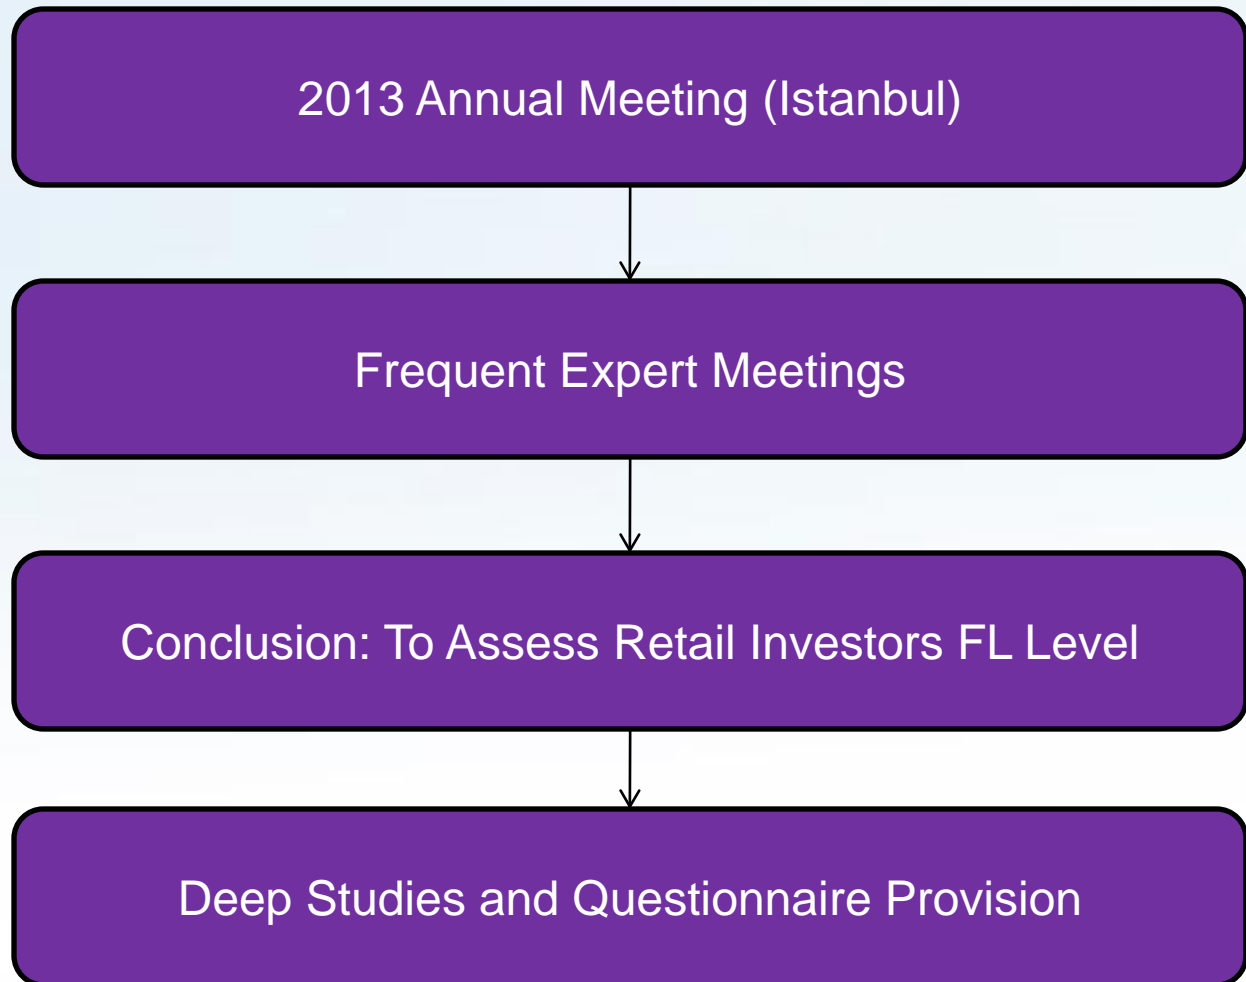 2013 Annual Meeting (Istanbul)
Frequent Expert Meetings
Conclusion: To Assess Retail Investors FL Level
Deep Studies and Questionnaire Provision